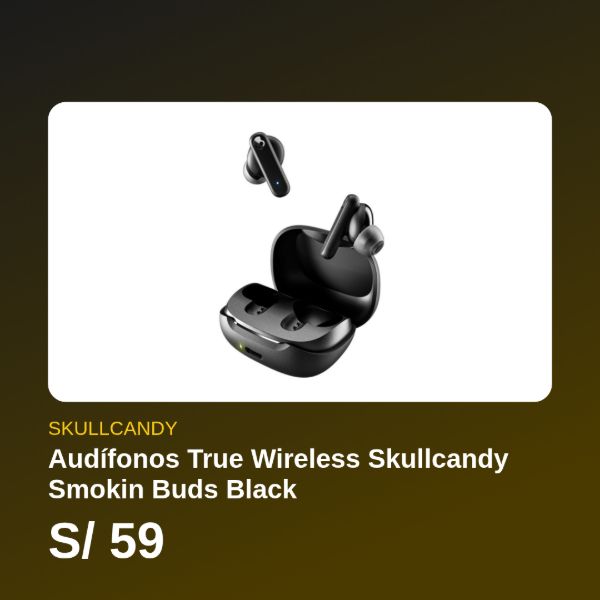 SKULLCANDY
Audífonos True Wireless Skullcandy
Smokin Buds Black
S/ 59